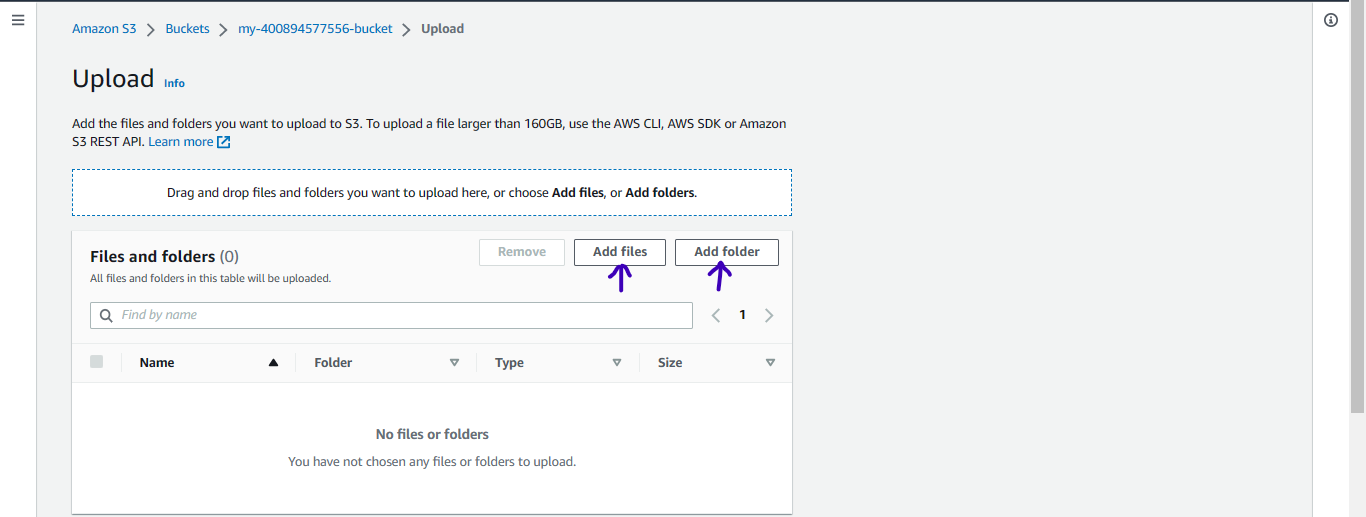 Amazon S3 > Buckets > my-400894577556-bucket > Upload
Upload Info
Add the files and folders you want to upload to S3. To upload a file larger than 160GB, use the AWS CLI, AWS SDK or Amazon
S3 REST API. Learn more
Drag and drop files and folders you want to upload here, or choose Add files, or Add folders.
Files and folders (0)
Remove
Add files
Add folder
All files and folders in this table will be uploaded.
Find by name
1
Name
Folder
Type
Size
No files or folders
You have not chosen any files or folders to upload.